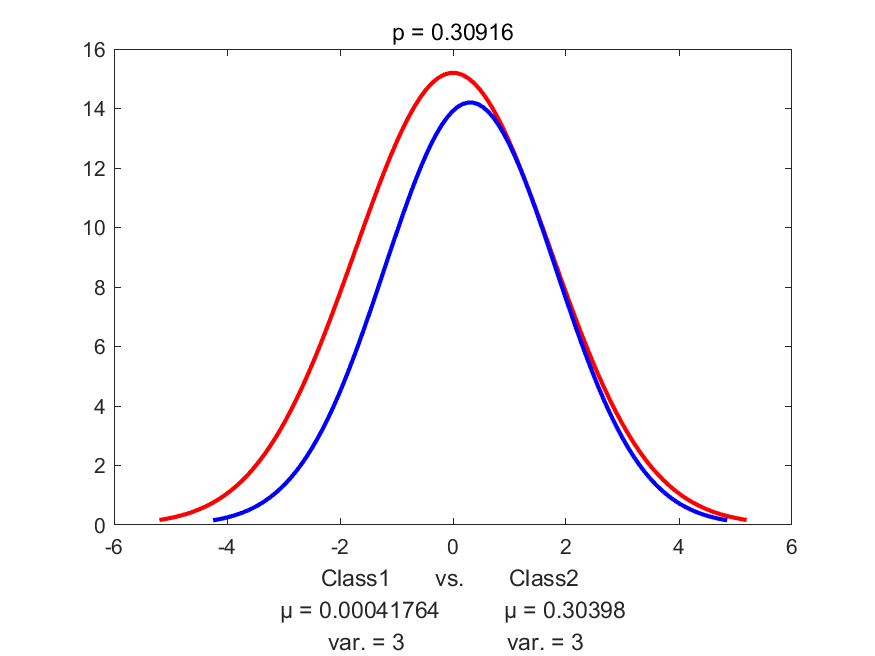 p = 0.30916
16
14
12
10
8
6
4
2
0
-6 -4 -2 0 2 4 6
Class1 vs. Class2
μ = 0.00041764 μ = 0.30398
var. = 3 var. = 3